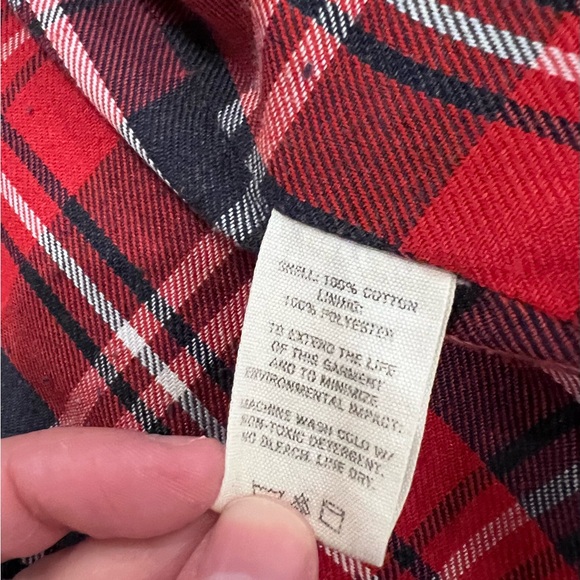 SHELL: 100% COTTON
LINING:
100% POLYESTER
TO EXTEND THE LIFE
OF THIS GARMENT
AND TO MINIMIZE
ENVIRONMENTAL IMPACT:
MACHINE WASH COLD W/
NON-TOXIC DETERGENT.
NO BLEACH. LINE DRY.